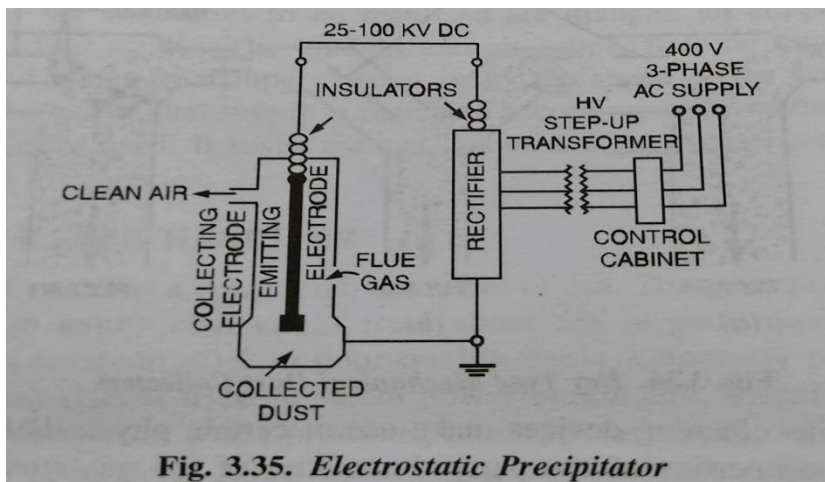 25-100 KV DC
400 V
3-PHASE
AC SUPPLY
INSULATORS
HV
STEP-UP
TRANSFORMER
CLEAN AIR
COLLECTING
ELECTRODE
EMITTING
ELECTRODE
FLUE
GAS
RECTIFIER
CONTROL
CABINET
COLLECTED
DUST
Fig. 3.35. Electrostatic Precipitator